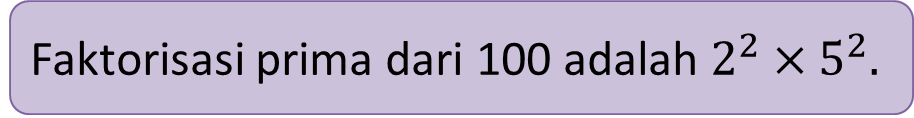 Faktorisasi prima dari 100 adalah 2² × 5².